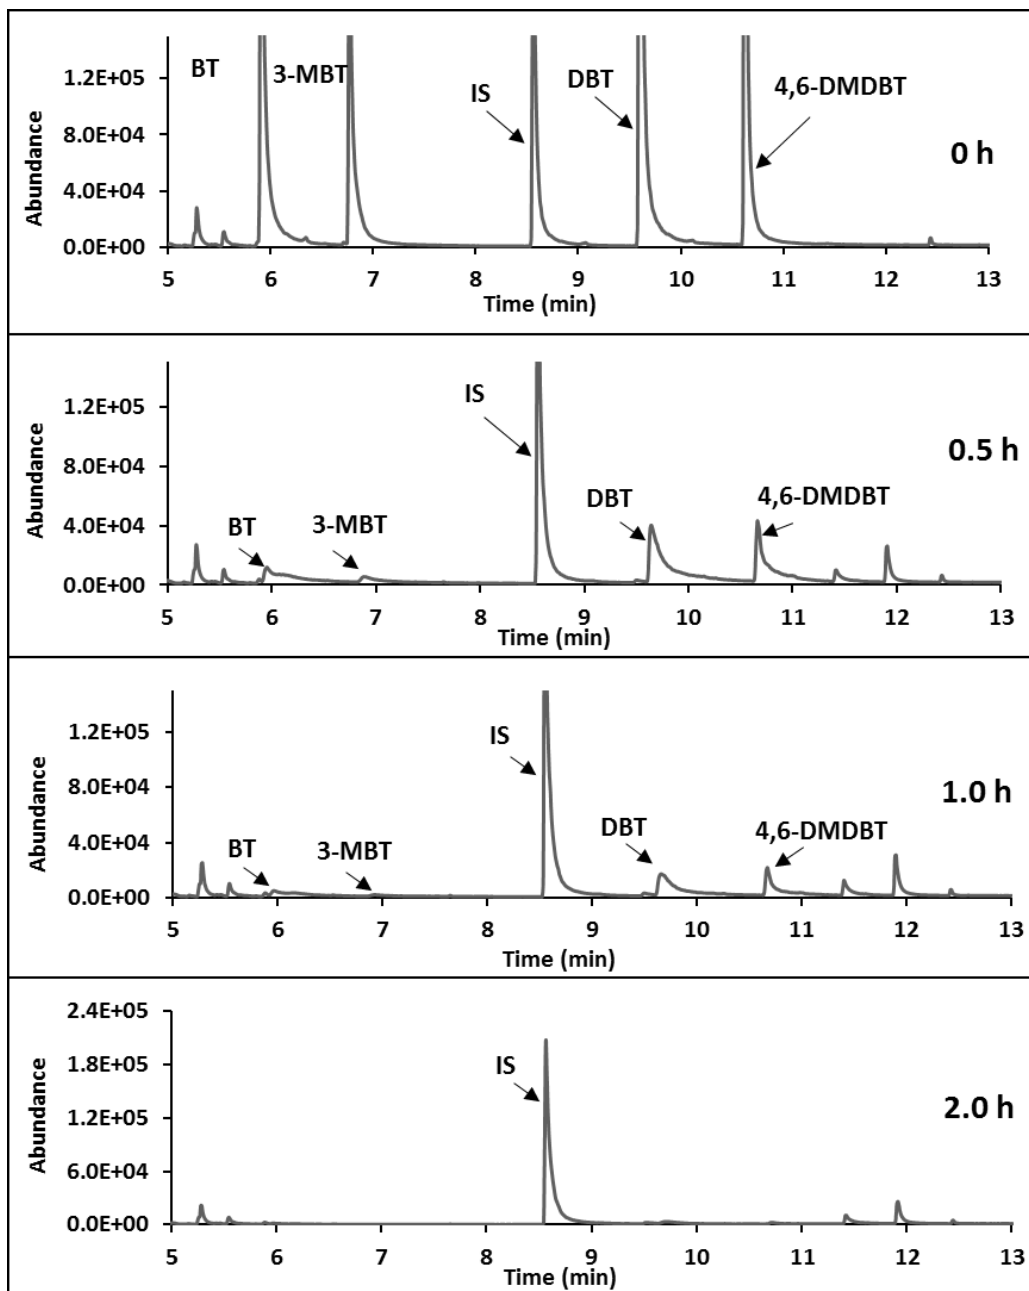 BT
3-MBT
IS
DBT
4,6-DMDBT
0 h
Abundance
1.2E+05
8.0E+04
4.0E+04
0.0E+00
5 6 7 8 9 10 11 12 13
Time (min)
BT
3-MBT
IS
DBT
4,6-DMDBT
0.5 h
Abundance
1.2E+05
8.0E+04
4.0E+04
0.0E+00
5 6 7 8 9 10 11 12 13
Time (min)
BT
3-MBT
IS
DBT
4,6-DMDBT
1.0 h
Abundance
1.2E+05
8.0E+04
4.0E+04
0.0E+00
5 6 7 8 9 10 11 12 13
Time (min)
IS
2.0 h
Abundance
2.4E+05
1.8E+05
1.2E+05
6.0E+04
0.0E+00
5 6 7 8 9 10 11 12 13
Time (min)